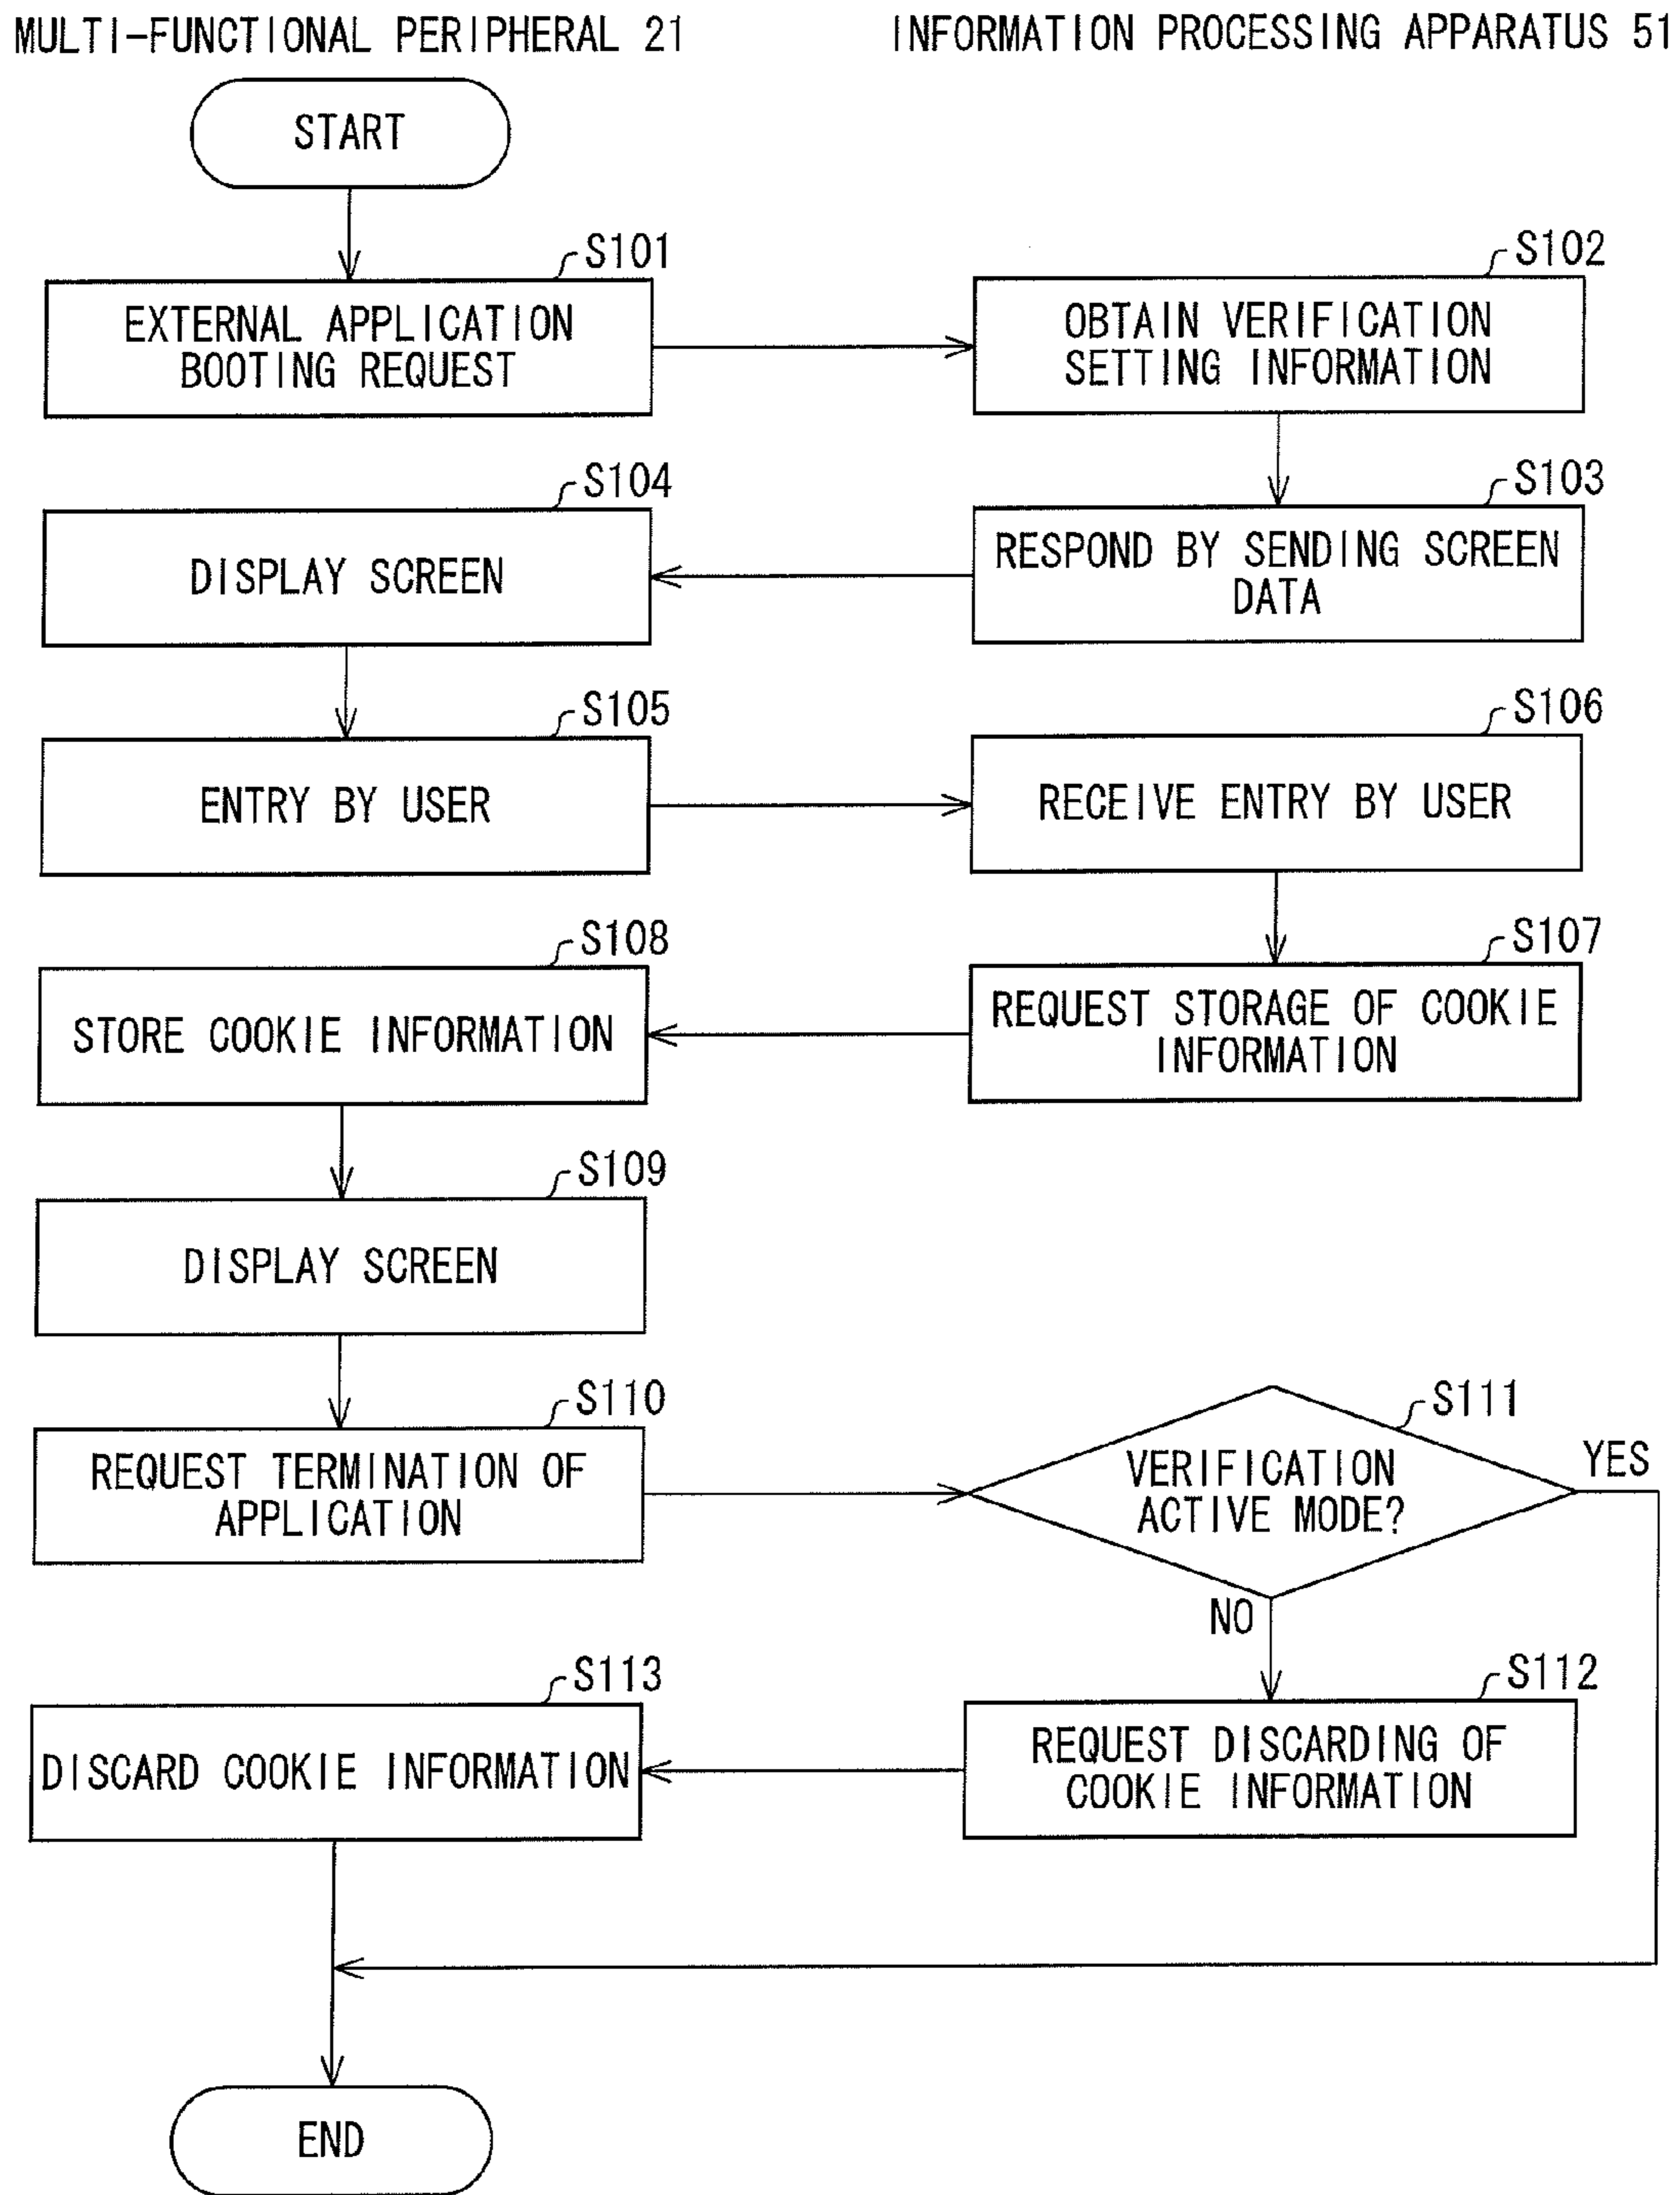 MULTI-FUNCTIONAL PERIPHERAL 21
INFORMATION PROCESSING APPARATUS 51
START
S101
EXTERNAL APPLICATION
BOOTING REQUEST
S102
OBTAIN VERIFICATION
SETTING INFORMATION
S103
RESPOND BY SENDING SCREEN
DATA
S104
DISPLAY SCREEN
S105
ENTRY BY USER
S106
RECEIVE ENTRY BY USER
S107
REQUEST STORAGE OF COOKIE
INFORMATION
S108
STORE COOKIE INFORMATION
S109
DISPLAY SCREEN
S110
REQUEST TERMINATION OF
APPLICATION
S111
VERIFICATION
ACTIVE MODE?
YES
NO
S112
REQUEST DISCARDING OF
COOKIE INFORMATION
S113
DISCARD COOKIE INFORMATION
END